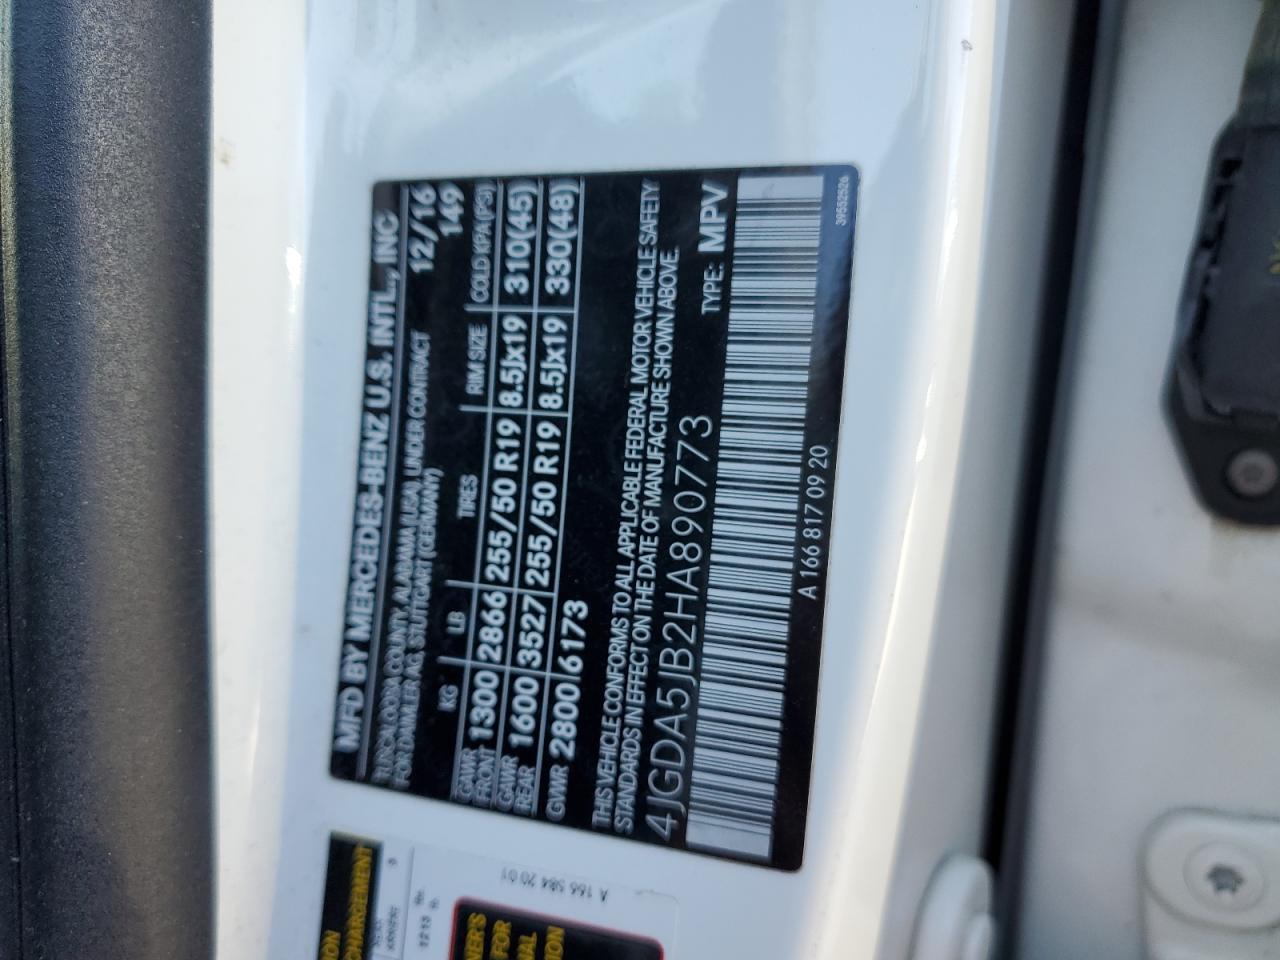 MFD BY MERCEDES-BENZ U.S. INTL., INC
TUSCALOOSA COUNTY, ALABAMA (USA), UNDER CONTRACT 12/16
FOR DAIMLER AG, STUTTGART (GERMANY) 149
KG LB TIRES RIM SIZE COLD KPA(PSI)
GAWR FRONT 1300 2866 255/50 R19 8.5Jx19 310(45)
GAWR REAR 1600 3527 255/50 R19 8.5Jx19 330(48)
GVWR 2800 6173
THIS VEHICLE CONFORMS TO ALL APPLICABLE FEDERAL MOTOR VEHICLE SAFETY
STANDARDS IN EFFECT ON THE DATE OF MANUFACTURE SHOWN ABOVE.
4JGDA5JB2HA890773 TYPE: MPV
A 166 817 09 20
39552526
A 166 584 20 01
1213